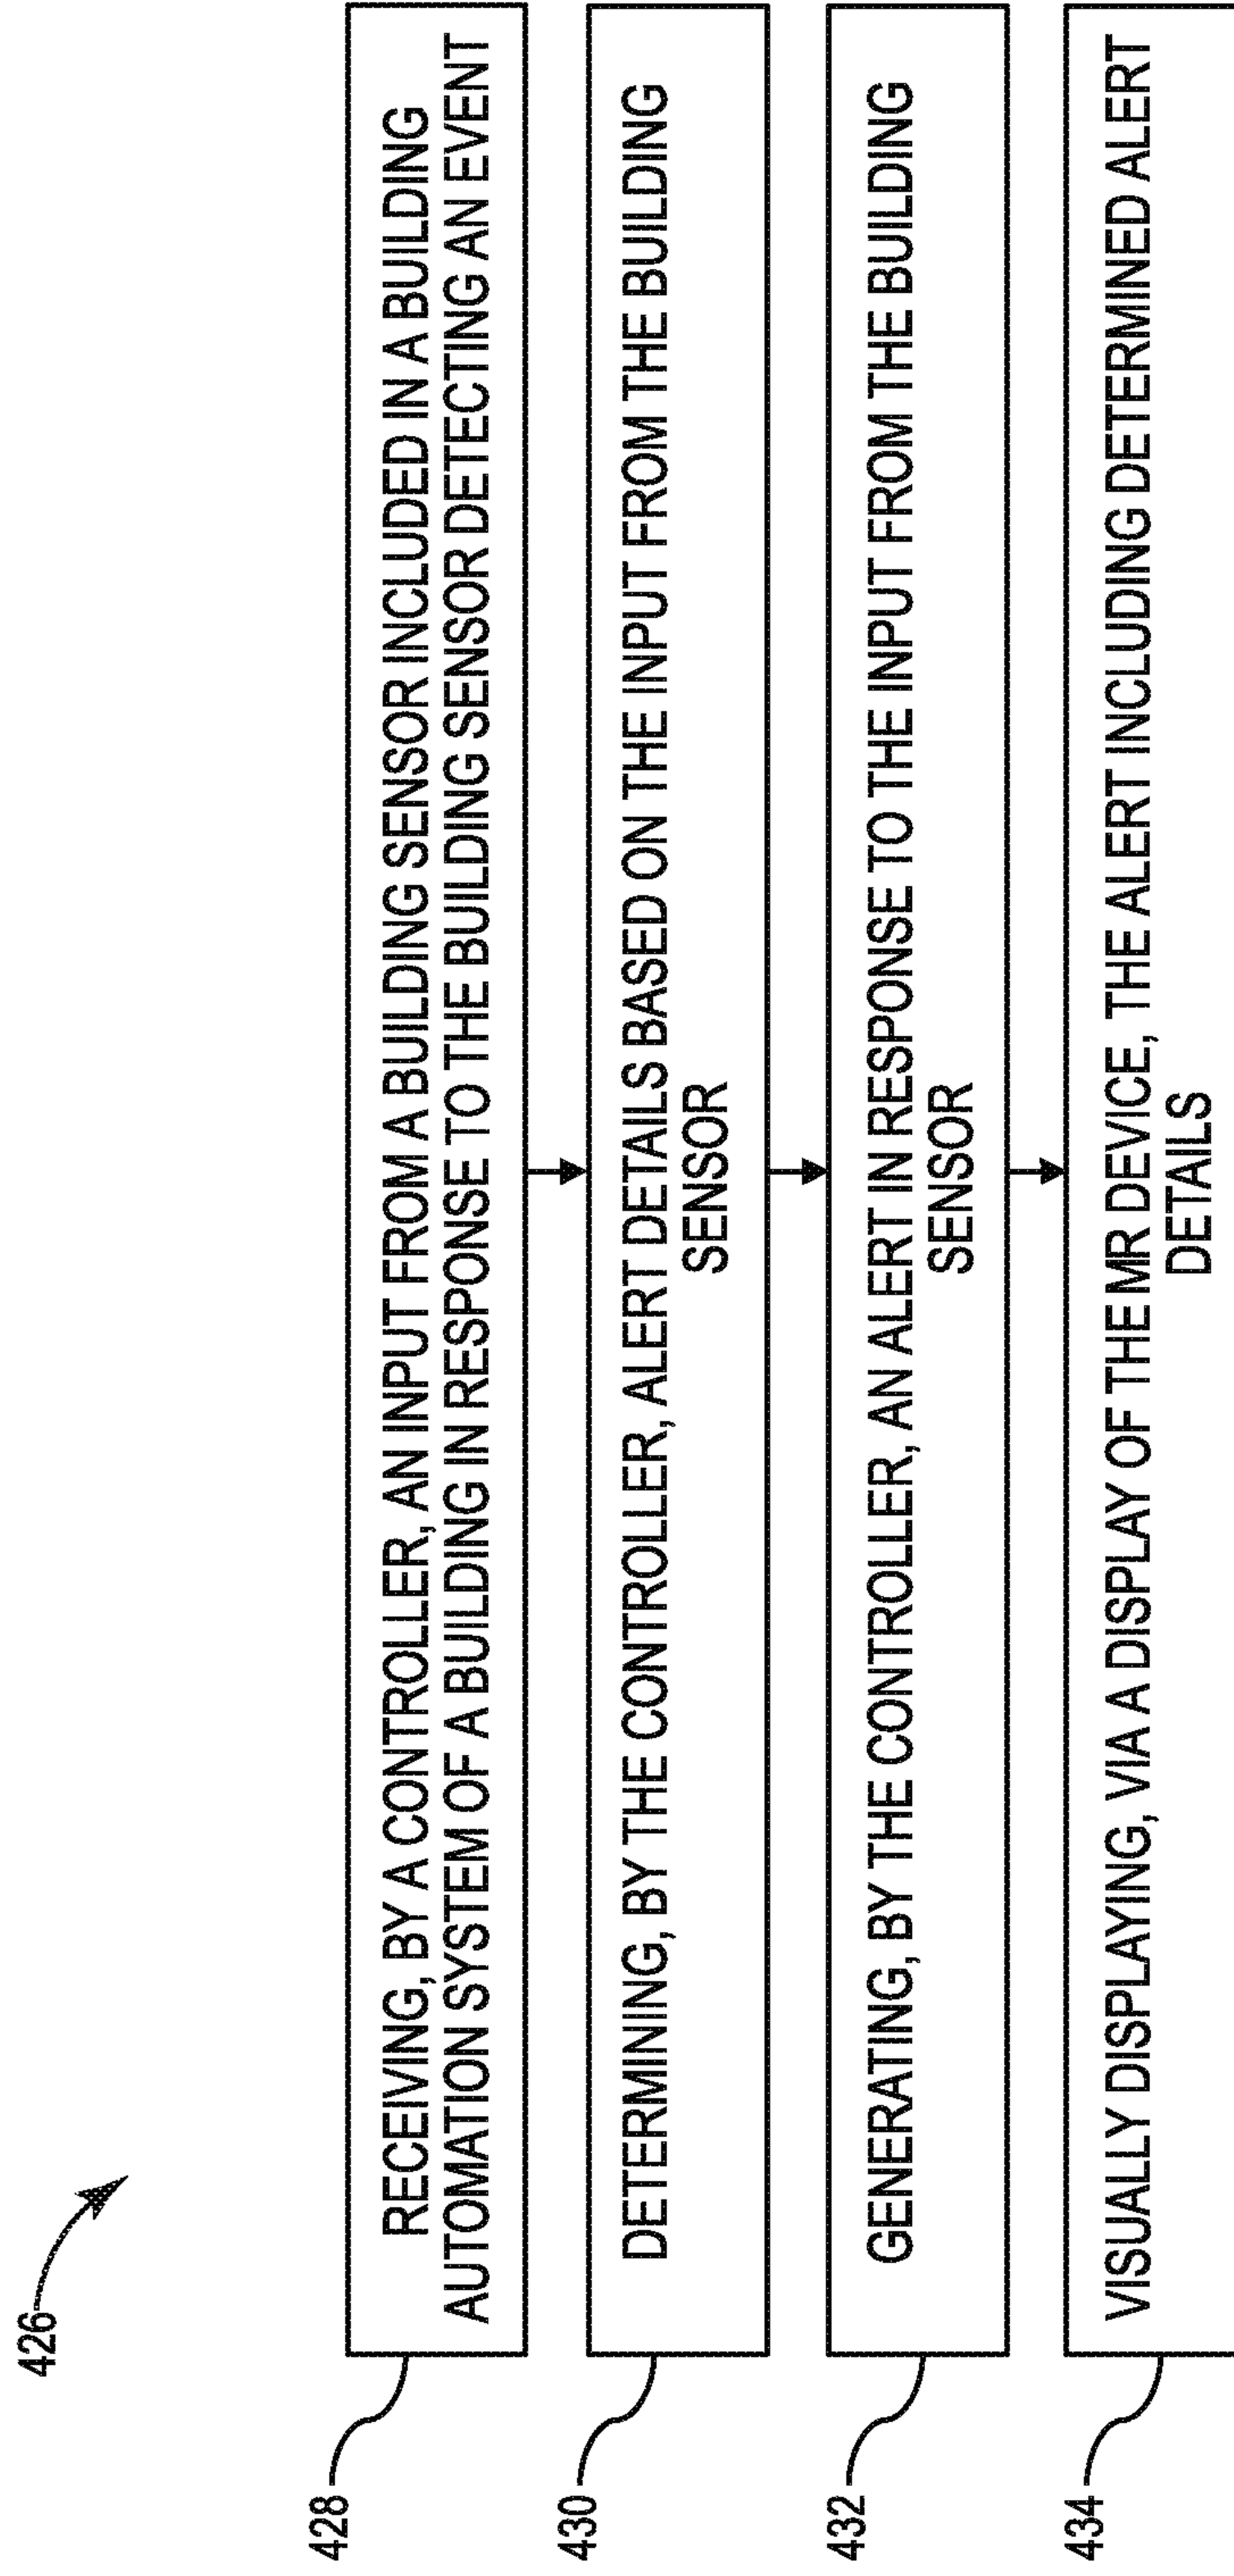 426
428
RECEIVING, BY A CONTROLLER, AN INPUT FROM A BUILDING SENSOR INCLUDED IN A BUILDING
AUTOMATION SYSTEM OF A BUILDING IN RESPONSE TO THE BUILDING SENSOR DETECTING AN EVENT
430
DETERMINING, BY THE CONTROLLER, ALERT DETAILS BASED ON THE INPUT FROM THE BUILDING
SENSOR
432
GENERATING, BY THE CONTROLLER, AN ALERT IN RESPONSE TO THE INPUT FROM THE BUILDING
SENSOR
434
VISUALLY DISPLAYING, VIA A DISPLAY OF THE MR DEVICE, THE ALERT INCLUDING DETERMINED ALERT
DETAILS